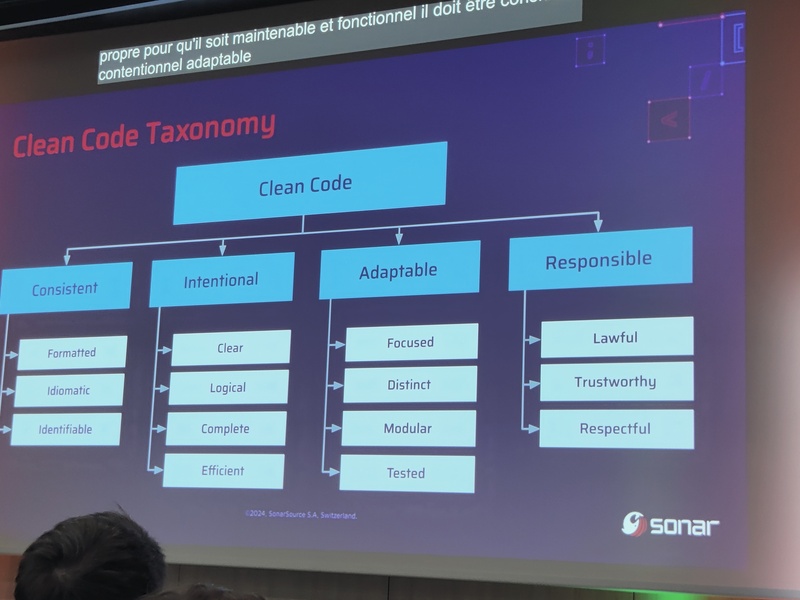 propre pour qu'il soit maintenable et fonctionnel il doit être
contentionnel adaptable
Clean Code Taxonomy
Clean Code
Consistent
Intentional
Adaptable
Responsible
Formatted
Idiomatic
Identifiable
Clear
Logical
Complete
Efficient
Focused
Distinct
Modular
Tested
Lawful
Trustworthy
Respectful
©2024, SonarSource S.A, Switzerland.
sonar